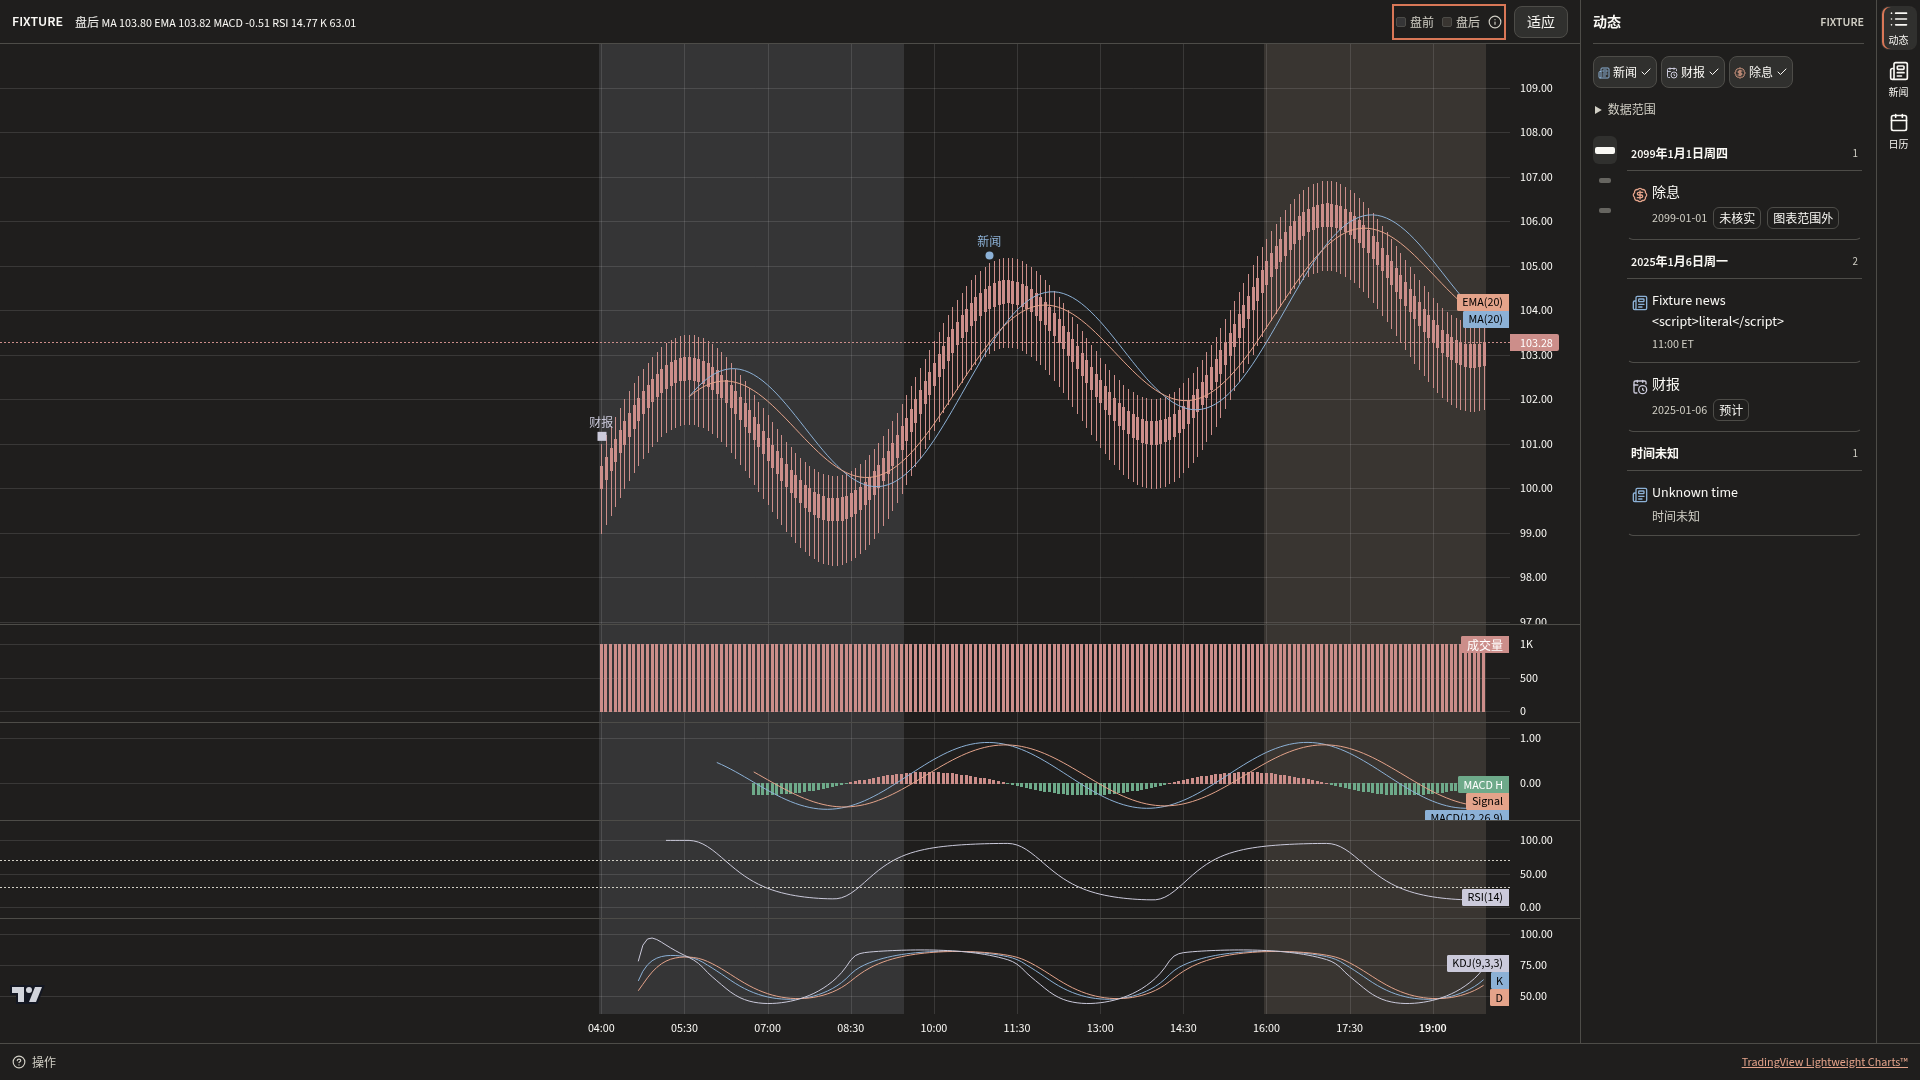 FIXTURE
盘后 MA 103.80 EMA 103.82 MACD -0.51 RSI 14.77 K 63.01
盘前
盘后
适应
动态
FIXTURE
动态
新闻
日历
新闻
财报
除息
数据范围
2099年1月1日周四
1
除息
2099-01-01
未核实
图表范围外
2025年1月6日周一
2
Fixture news
<script>literal</script>
11:00 ET
财报
2025-01-06
预计
时间未知
1
Unknown time
时间未知
109.00
108.00
107.00
106.00
105.00
104.00
103.28
103.00
102.00
101.00
100.00
99.00
98.00
97.00
新闻
财报
EMA(20)
MA(20)
成交量
1K
500
0
1.00
0.00
MACD H
Signal
MACD(12,26,9)
100.00
50.00
0.00
RSI(14)
100.00
75.00
50.00
KDJ(9,3,3)
K
D
04:00
05:30
07:00
08:30
10:00
11:30
13:00
14:30
16:00
17:30
19:00
操作
TradingView Lightweight Charts™